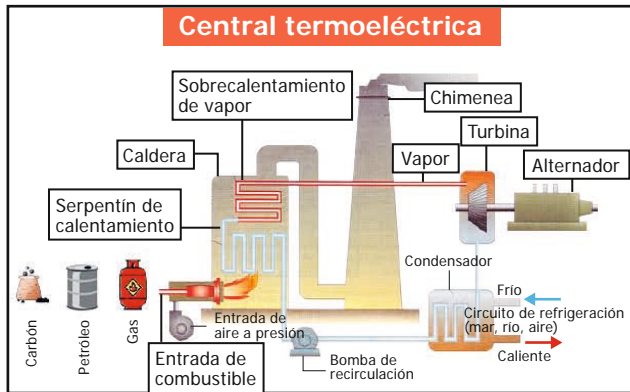 Central termoeléctrica
Sobrecalentamiento
de vapor
Chimenea
Turbina
Caldera
Vapor
Alternador
Serpentín de
calentamiento
Condensador
Frío
Circuito de refrigeración
(mar, río, aire)
Caliente
Carbón
Petróleo
Gas
Entrada de
aire a presión
Entrada de
combustible
Bomba de
recirculación